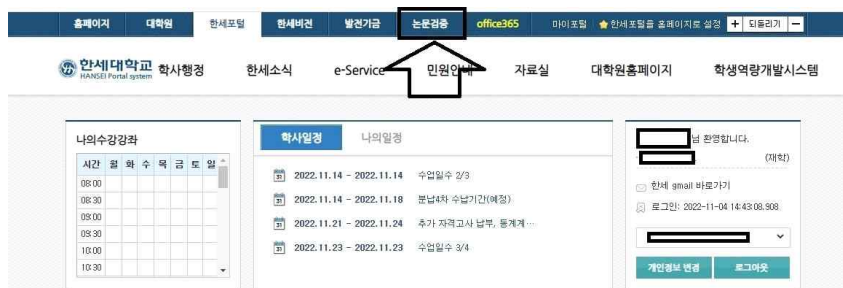 홈페이지 대학원 한세포털 한세비전 발전기금 논문검증 office365 마이포털 한세포털을 홈페이지로 설정 + 되돌리기 -
한세대학교 HANSEI Portal system 학사행정 한세소식 e-Service 민원안내 자료실 대학원홈페이지 학생역량개발시스템
나의수강강좌
시간 월 화 수 목 금 토 일
08:00
08:30
09:00
09:30
10:00
10:30
학사일정 나의일정
2022.11.14 - 2022.11.14 수업일수 2/3
2022.11.14 - 2022.11.18 분납4차 수납기간(예정)
2022.11.21 - 2022.11.24 추가 자격고사 납부, 동계계…
2022.11.23 - 2022.11.23 수업일수 3/4
님 환영합니다.
(재학)
한세 gmail 바로가기
로그인: 2022-11-04 14:43:08.908
개인정보 변경 로그아웃